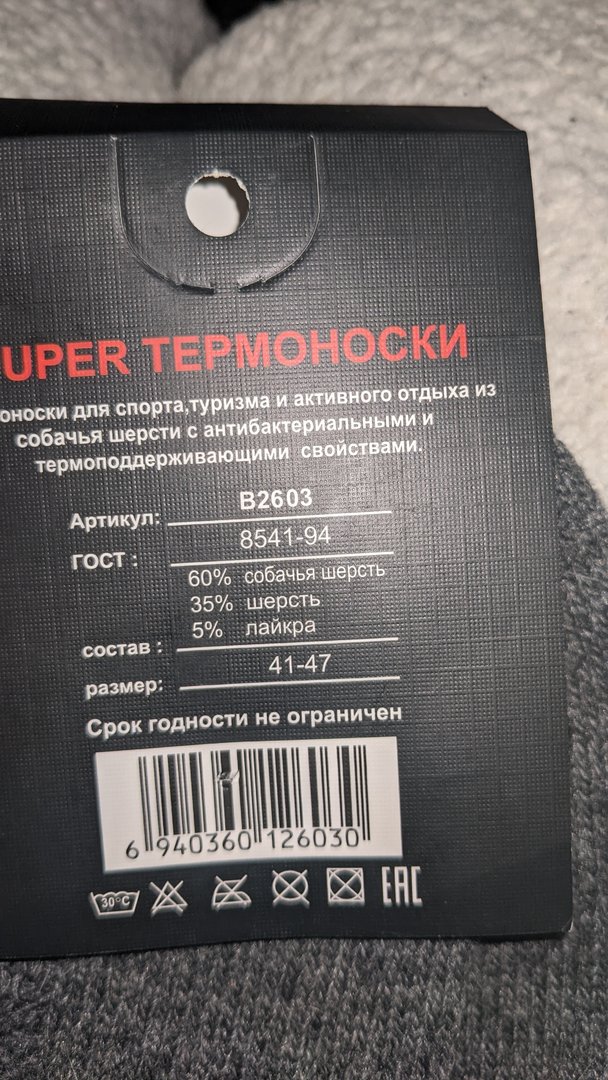 UPER ТЕРМОНОСКИ
оноски для спорта,туризма и активного отдыха из
собачья шерсти с антибактериальными и
термоподдерживающими свойствами.
Артикул: B2603
ГОСТ : 8541-94
60% собачья шерсть
35% шерсть
5% лайкра
состав :
размер: 41-47
Срок годности не ограничен
6 940360 126030
30°C EAC